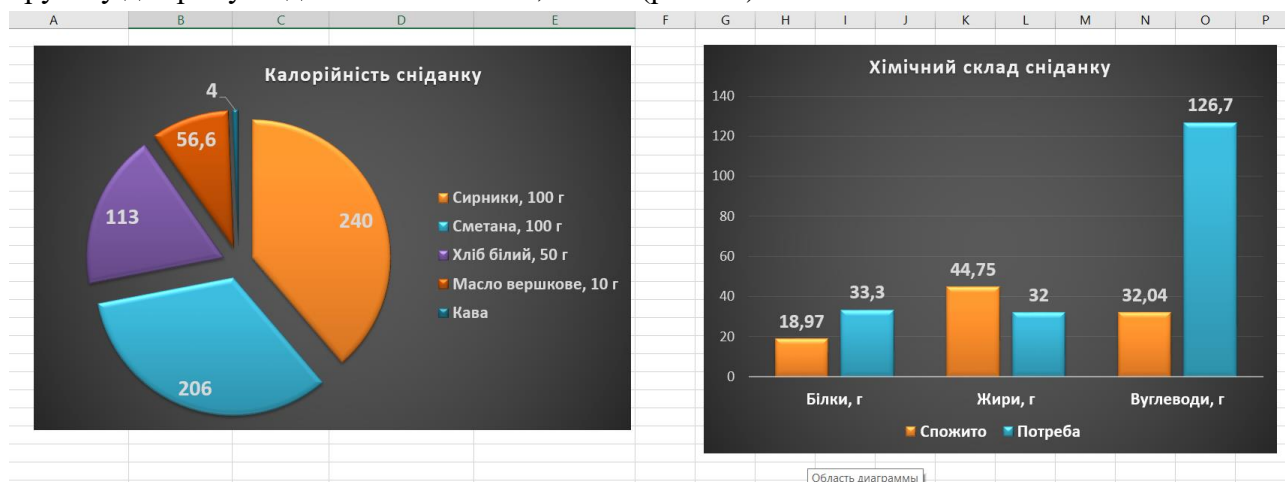 A B C D E F G H I J K L M N O P
Калорійність сніданку
4
56,6
113
240
206
Сирники, 100 г
Сметана, 100 г
Хліб білий, 50 г
Масло вершкове, 10 г
Кава
Хімічний склад сніданку
140
120
100
80
60
40
20
0
18,97
33,3
44,75
32
32,04
126,7
Білки, г
Жири, г
Вуглеводи, г
Спожито
Потреба
Область диаграммы